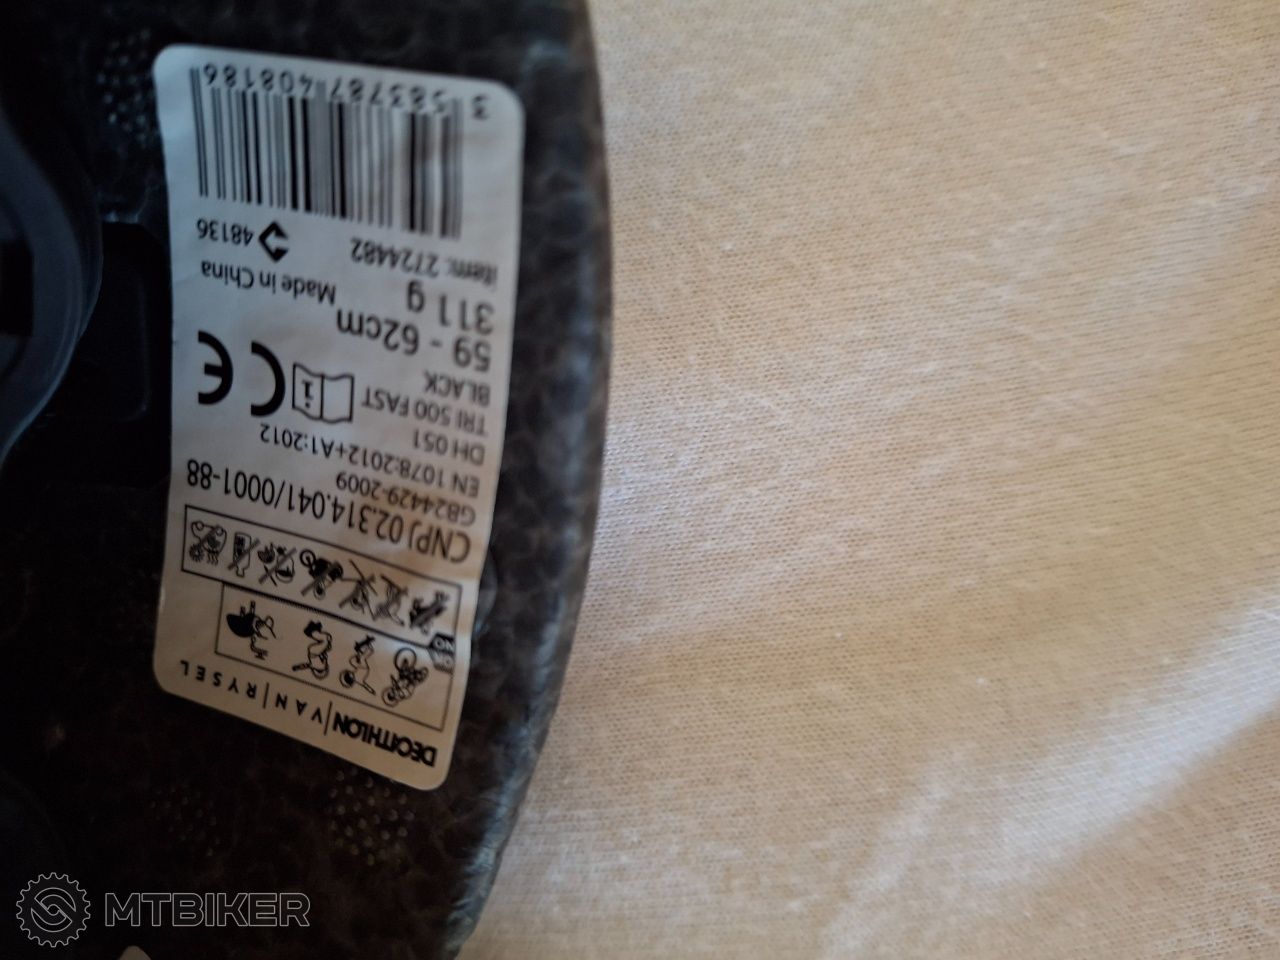 DECATHLON | VAN | RYSEL
CNPJ 02.314.041/0001-88
GB24429-2009
EN 1078:2012+A1:2012
DH 051
TRI 500 FAST
BLACK
CE
59 - 62cm
311 g
Made in China
item: 2724482
48136
3 583787 408186
MTBIKER